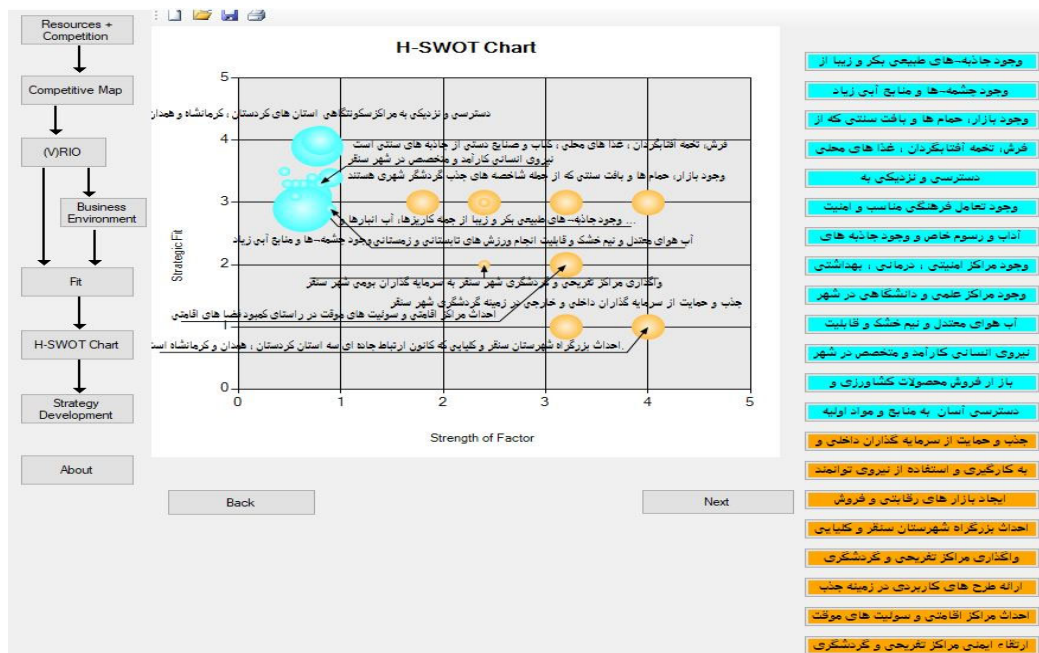 Resources +
Competition
Competitive Map
(V)RIO
Business
Environment
Fit
H-SWOT Chart
Strategy
Development
About
H-SWOT Chart
5
4
3
2
1
0
Strategic Fit
0
1
2
3
4
5
Strength of Factor
دسترسی و نزدیکی به مراکزسکونتگاهی استان های کردستان ، کرمانشاه و همدان
فرش، تخمه آفتابگردان ، غذا های محلی ، کباب و صنایع دستی از جاذبه های سنتی است
نیروی انسانی کارآمد و متخصص در شهر سنقر
وجود بازار، حمام ها و بافت سنتی که از جمله شاخصه های جذب گردشگر شهری هستند
وجود جاذبه¬های طبیعی بکر و زیبا از جمه کاریزها، آب انبارها و ...
آب هوای معتدل و نیم خشک و قابلیت انجام ورزش های تابستانی و زمستانی
وجود چشمه¬ها و منابع آبی زیاد
واگذاری مراکز تفریحی و گردشگری شهر سنقر به سرمایه گذاران بومی شهر سنقر
جذب و حمایت از سرمایه گذاران داخلی و خارجی در زمینه گردشگری شهر سنقر
احداث مراکز اقامتی و سوئیت های موقت در راستای کمبود فضا های اقامتی
احداث بزرگراه شهرستان سنقر و کلیایی که کانون ارتباط جاده ای سه استان کردستان ، همدان و کرمانشاه است.
Back
Next
وجود جاذبه¬های طبیعی بکر و زیبا از
وجود چشمه¬ها و منابع آبی زیاد
وجود بازار، حمام ها و بافت سنتی که از
فرش، تخمه آفتابگردان ، غذا های محلی
دسترسی و نزدیکی به
وجود تعامل فرهنگی مناسب و امنیت
آداب و رسوم خاص و وجود جاذبه های
وجود مراکز امنیتی ، درمانی ، بهداشتی
وجود مراکز علمی و دانشگاهی در شهر
آب هوای معتدل و نیم خشک و قابلیت
نیروی انسانی کارآمد و متخصص در شهر
باز ار فروش محصولات کشاورزی و
دسترسی آسان به منابع و مواد اولیه
جذب و حمایت از سرمایه گذاران داخلی و
به کارگیری و استفاده از نیروی توانمند
ایجاد بازار های رقابتی و فروش
احداث بزرگراه شهرستان سنقر و کلیایی
واگذاری مراکز تفریحی و گردشگری
ارائه طرح های کاربردی در زمینه جذب
احداث مراکز اقامتی و سوئیت های موقت
ارتقاء ایمنی مراکز تفریحی و گردشگری